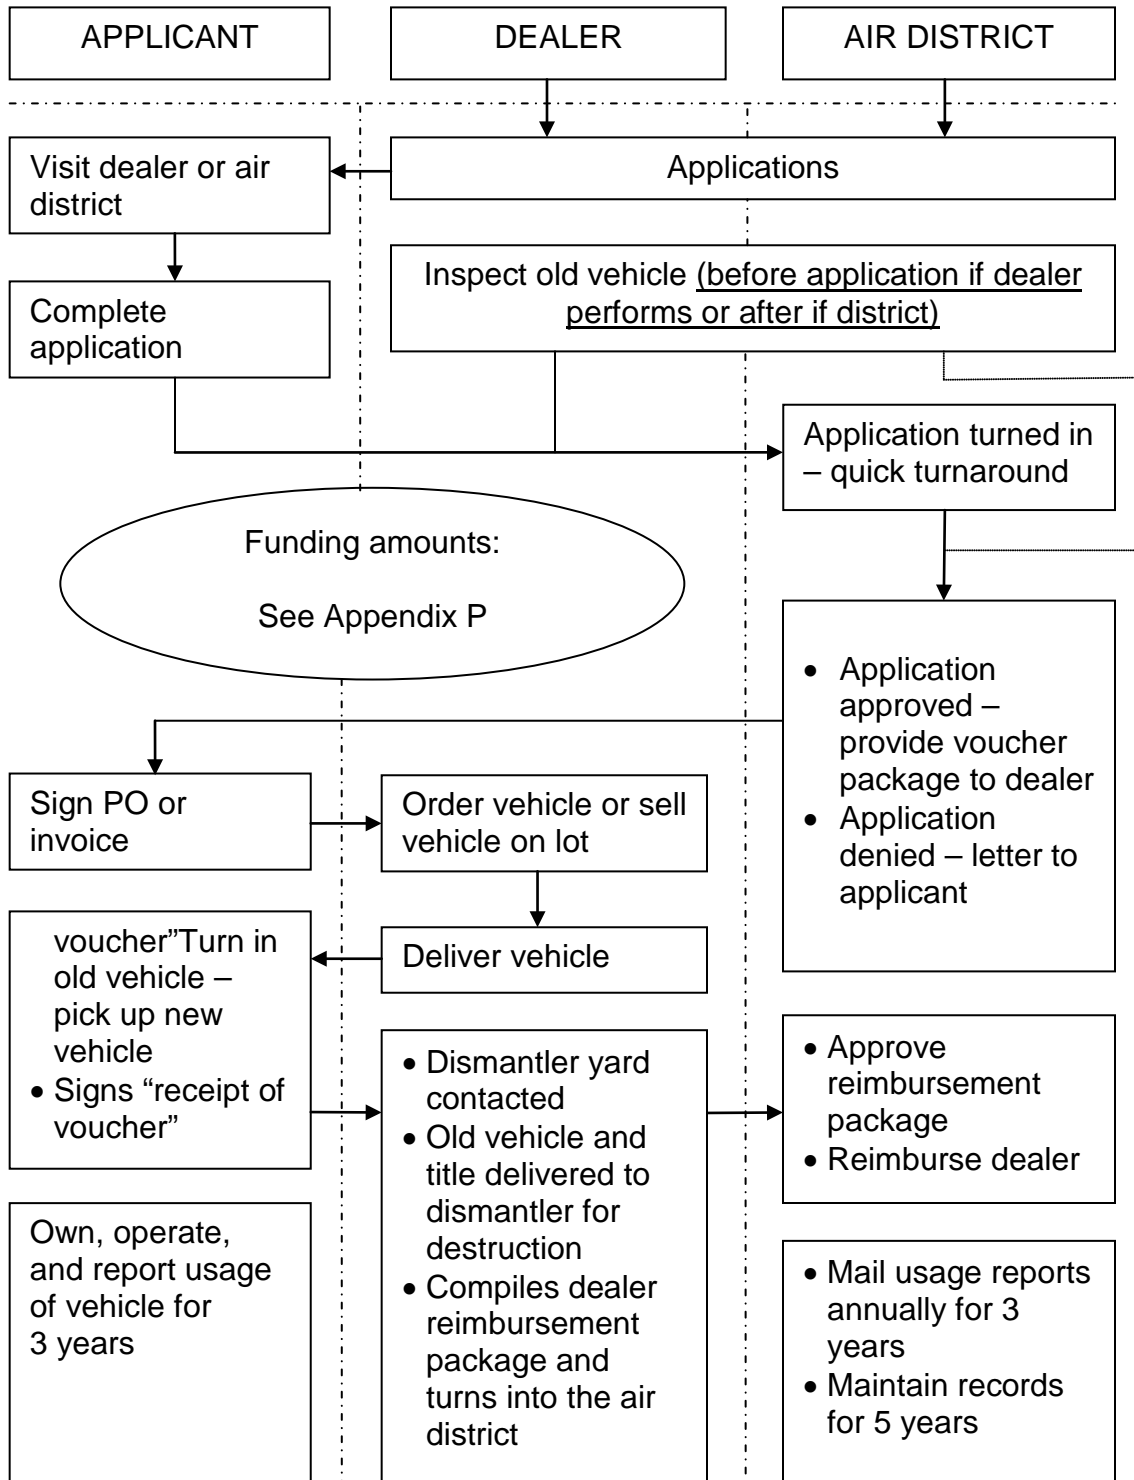 APPLICANT
DEALER
AIR DISTRICT
Visit dealer or air
district
Applications
Complete
application
Inspect old vehicle (before application if dealer
performs or after if district)
Application turned in
– quick turnaround
Funding amounts:
See Appendix P
• Application
approved –
provide voucher
package to dealer
• Application
denied – letter to
applicant
Sign PO or
invoice
Order vehicle or sell
vehicle on lot
Deliver vehicle
voucher”Turn in
old vehicle –
pick up new
vehicle
• Signs “receipt of
voucher”
• Dismantler yard
contacted
• Old vehicle and
title delivered to
dismantler for
destruction
• Compiles dealer
reimbursement
package and
turns into the air
district
• Approve
reimbursement
package
• Reimburse dealer
Own, operate,
and report usage
of vehicle for
3 years
• Mail usage reports
annually for 3
years
• Maintain records
for 5 years